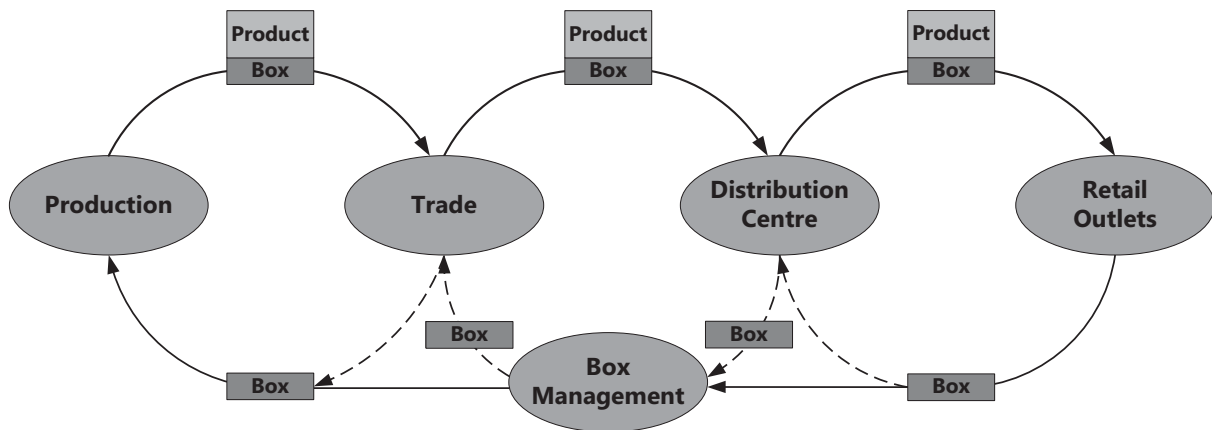 Product
Box
Product
Box
Product
Box
Production
Trade
Distribution
Centre
Retail
Outlets
Box
Box
Box
Management
Box
Box